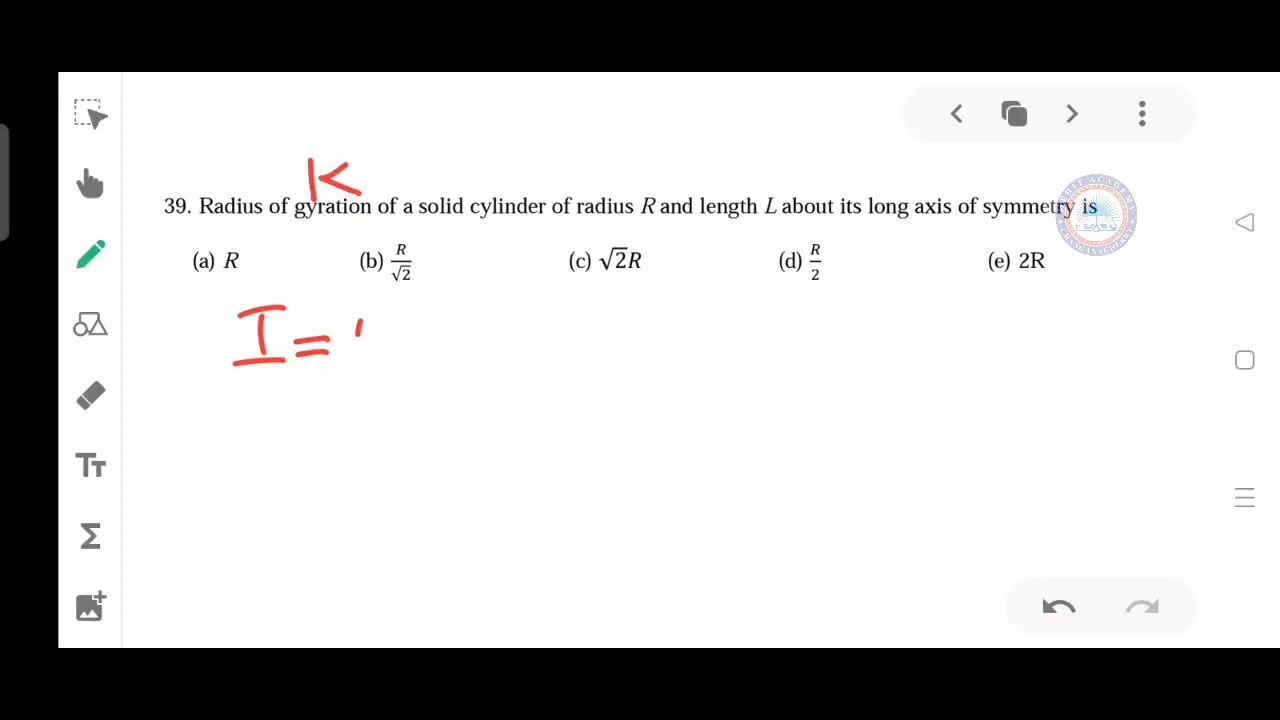 K
39. Radius of gyration of a solid cylinder of radius R and length L about its long axis of symmetry is
(a) R (b) R/√2 (c) √2R (d) R/2 (e) 2R
I = '
Tт
Σ